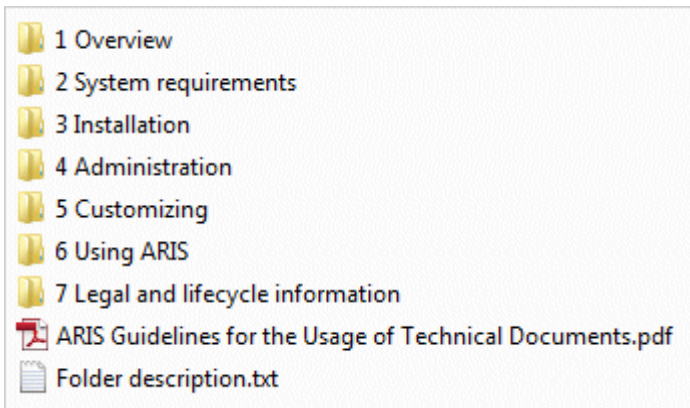 1 Overview
2 System requirements
3 Installation
4 Administration
5 Customizing
6 Using ARIS
7 Legal and lifecycle information
ARIS Guidelines for the Usage of Technical Documents.pdf
Folder description.txt